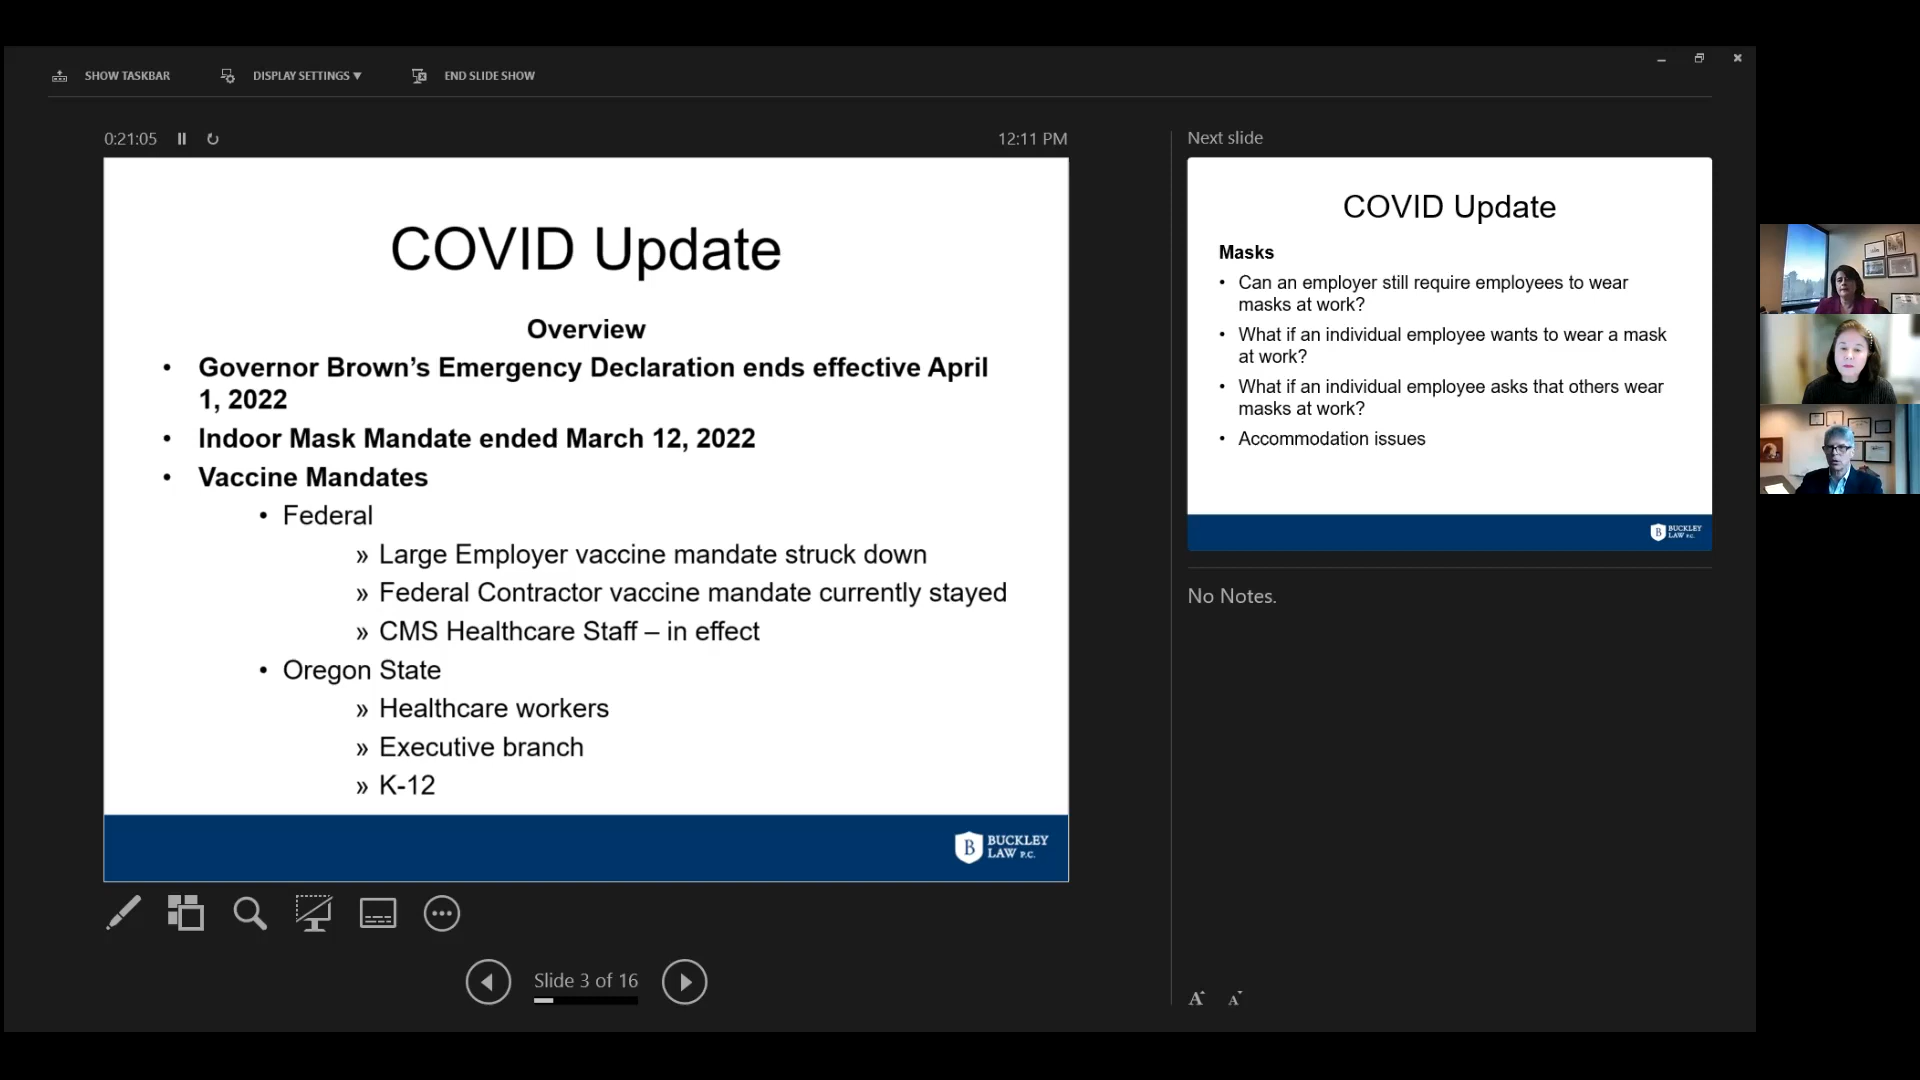 SHOW TASKBAR
DISPLAY SETTINGS ▼
END SLIDE SHOW
0:21:05
12:11 PM
COVID Update
Overview
• Governor Brown’s Emergency Declaration ends effective April
1, 2022
• Indoor Mask Mandate ended March 12, 2022
• Vaccine Mandates
• Federal
» Large Employer vaccine mandate struck down
» Federal Contractor vaccine mandate currently stayed
» CMS Healthcare Staff – in effect
• Oregon State
» Healthcare workers
» Executive branch
» K-12
B BUCKLEY
LAW P.C.
Slide 3 of 16
Next slide
COVID Update
Masks
• Can an employer still require employees to wear
masks at work?
• What if an individual employee wants to wear a mask
at work?
• What if an individual employee asks that others wear
masks at work?
• Accommodation issues
B BUCKLEY
LAW P.C.
No Notes.
A A